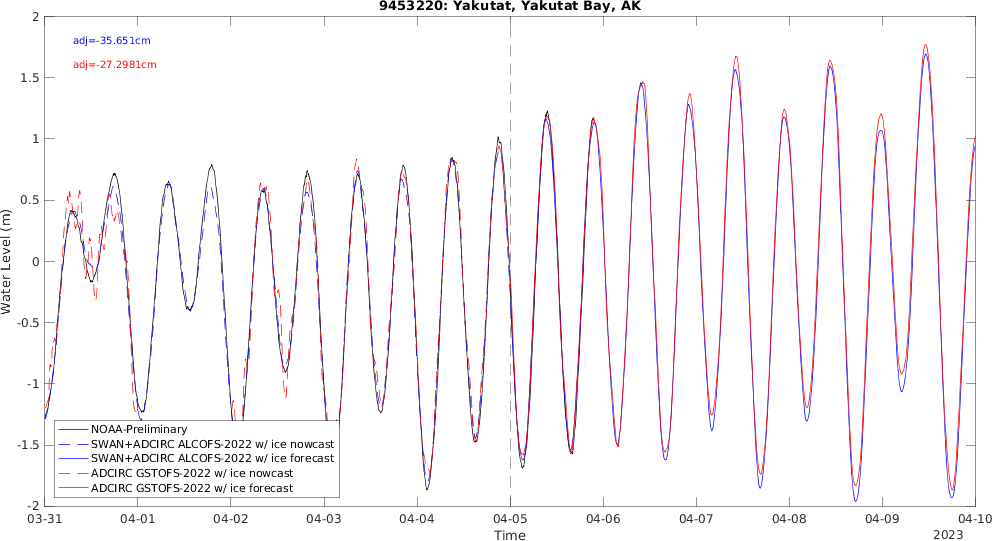 9453220: Yakutat, Yakutat Bay, AK
adj=-35.651cm
adj=-27.2981cm
Water Level (m)
2
1.5
1
0.5
0
-0.5
-1
-1.5
-2
NOAA-Preliminary
SWAN+ADCIRC ALCOFS-2022 w/ ice nowcast
SWAN+ADCIRC ALCOFS-2022 w/ ice forecast
ADCIRC GSTOFS-2022 w/ ice nowcast
ADCIRC GSTOFS-2022 w/ ice forecast
03-31 04-01 04-02 04-03 04-04 04-05 04-06 04-07 04-08 04-09 04-10
Time
2023